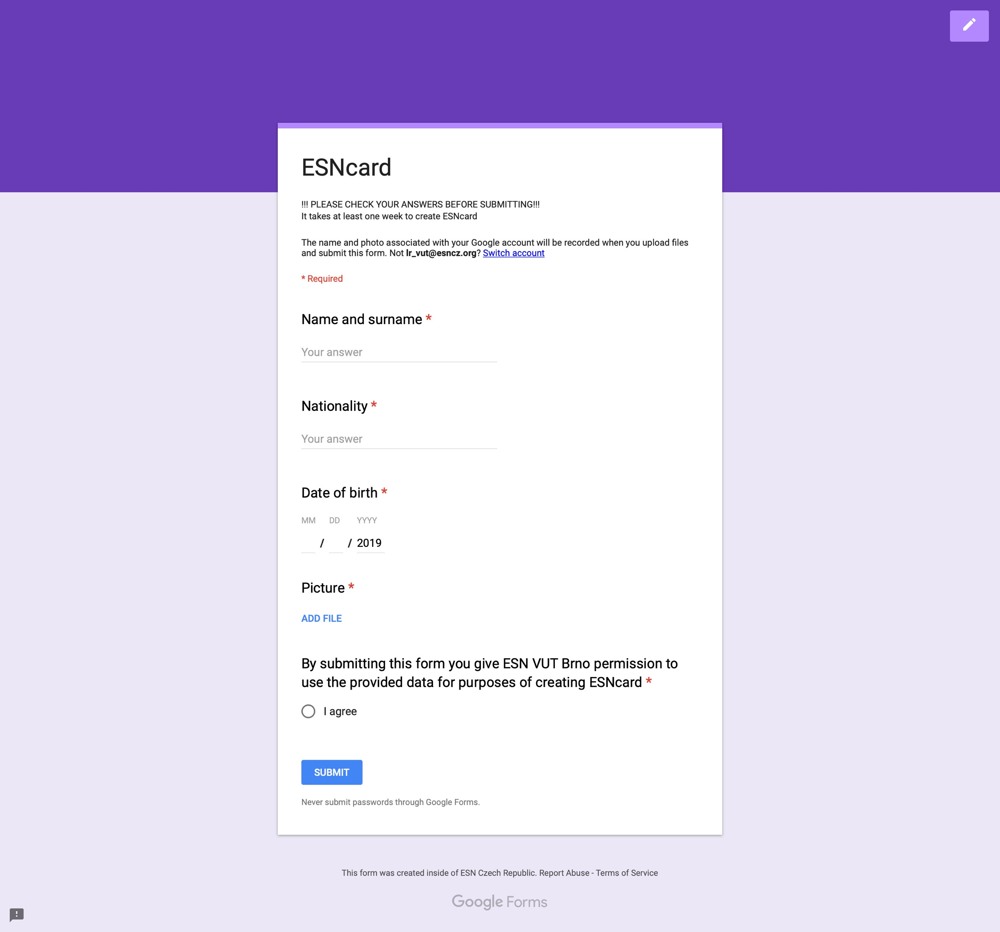 ESNcard
!!! PLEASE CHECK YOUR ANSWERS BEFORE SUBMITTING!!!
It takes at least one week to create ESNcard
The name and photo associated with your Google account will be recorded when you upload files
and submit this form. Not lr_vut@esncz.org? Switch account
* Required
Name and surname *
Your answer
Nationality *
Your answer
Date of birth *
MM DD YYYY
/ / 2019
Picture *
ADD FILE
By submitting this form you give ESN VUT Brno permission to
use the provided data for purposes of creating ESNcard *
I agree
SUBMIT
Never submit passwords through Google Forms.
This form was created inside of ESN Czech Republic. Report Abuse - Terms of Service
Google Forms